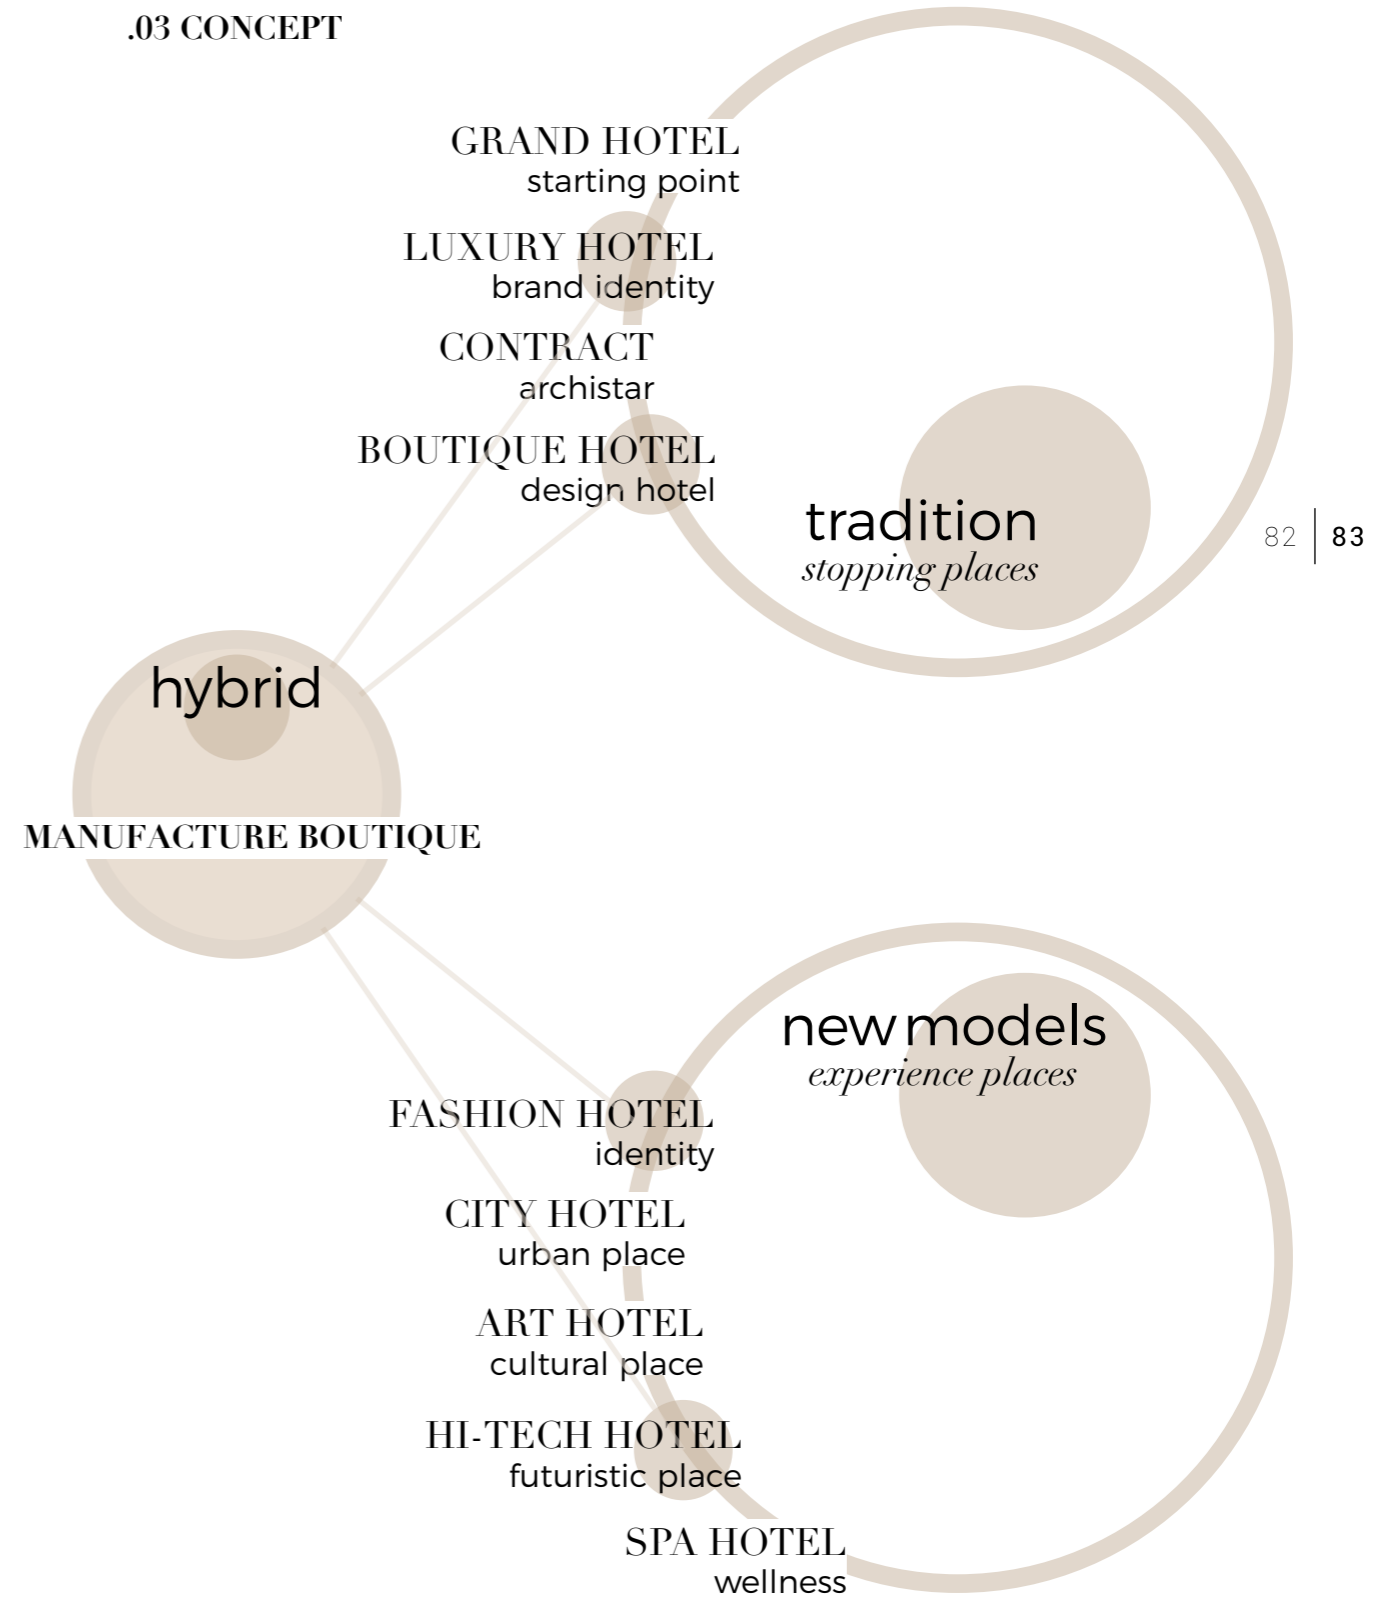 .03 CONCEPT
GRAND HOTEL
starting point
LUXURY HOTEL
brand identity
CONTRACT
archistar
BOUTIQUE HOTEL
design hotel
tradition
stopping places
82 | 83
hybrid
MANUFACTURE BOUTIQUE
new models
experience places
FASHION HOTEL
identity
CITY HOTEL
urban place
ART HOTEL
cultural place
HI-TECH HOTEL
futuristic place
SPA HOTEL
wellness